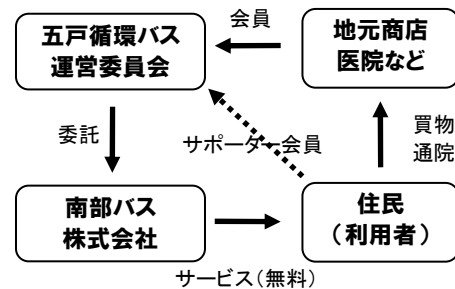 五戸循環バス
運営委員会
会員
地元商店
医院など
委託
サポーター会員
買物
通院
南部バス
株式会社
住民
（利用者）
サービス（無料）